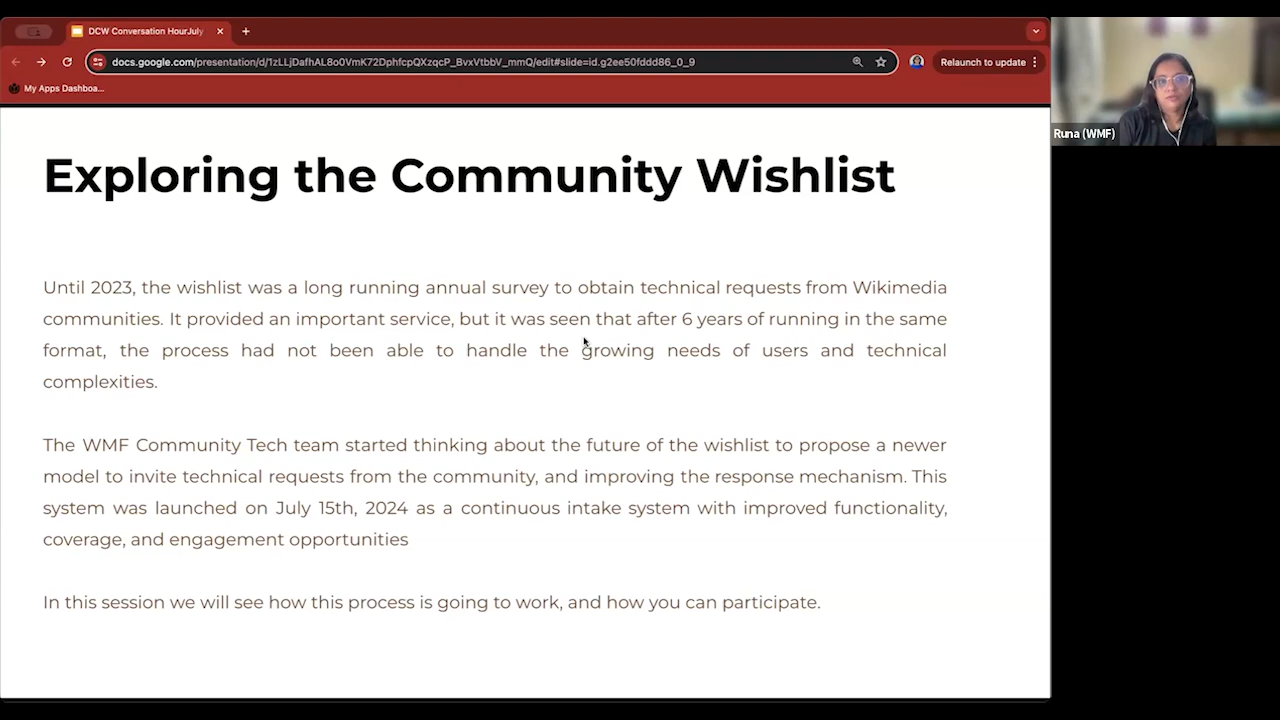 DCW Conversation HourJuly
docs.google.com/presentation/d/1zLLjDafhAL8o0VmK72DphfcpQXzqcP_BvxVtbbV_mmQ/edit#slide=id.g2ee50fddd86_0_9
Relaunch to update
My Apps Dashboa...
Runa (WMF)
Exploring the Community Wishlist
Until 2023, the wishlist was a long running annual survey to obtain technical requests from Wikimedia
communities. It provided an important service, but it was seen that after 6 years of running in the same
format, the process had not been able to handle the growing needs of users and technical
complexities.
The WMF Community Tech team started thinking about the future of the wishlist to propose a newer
model to invite technical requests from the community, and improving the response mechanism. This
system was launched on July 15th, 2024 as a continuous intake system with improved functionality,
coverage, and engagement opportunities
In this session we will see how this process is going to work, and how you can participate.